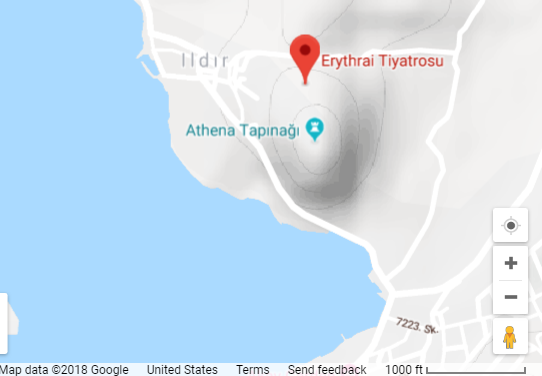 Ildır
Erythrai Tiyatrosu
Athena Tapınağı
7223. Sk.
Map data ©2018 Google United States Terms Send feedback 1000 ft